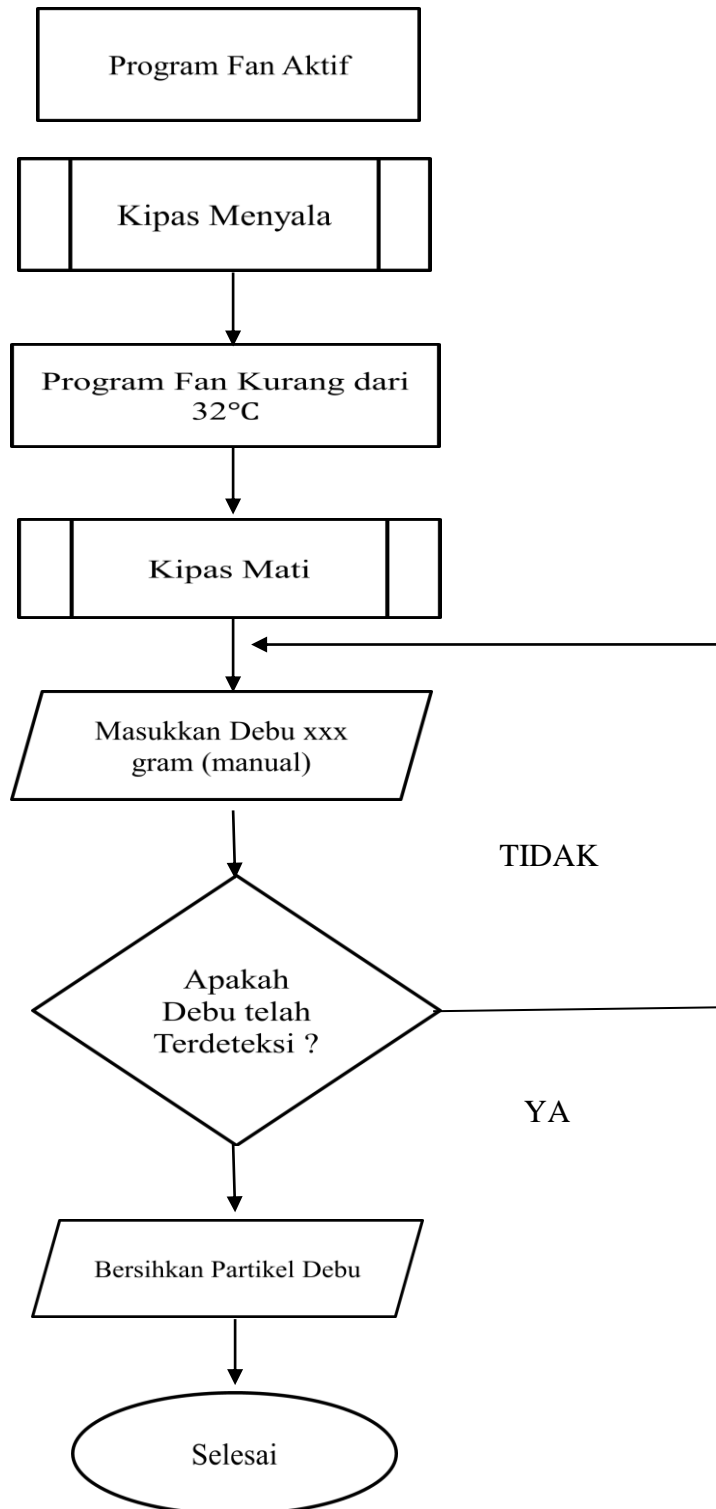 Program Fan Aktif
Kipas Menyala
Program Fan Kurang dari
32°C
Kipas Mati
Masukkan Debu xxx
gram (manual)
TIDAK
Apakah
Debu telah
Terdeteksi ?
YA
Bersihkan Partikel Debu
Selesai